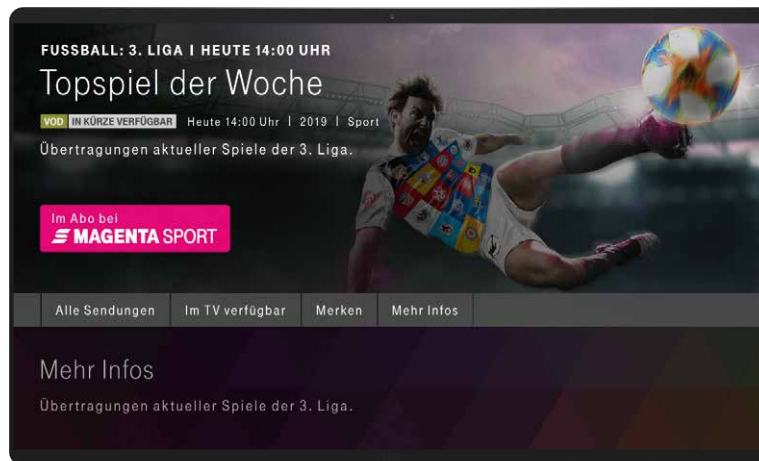 FUSSBALL: 3. LIGA I HEUTE 14:00 UHR
Topspiel der Woche
VOD IN KÜRZE VERFÜGBAR Heute 14:00 Uhr | 2019 | Sport
Übertragungen aktueller Spiele der 3. Liga.
Im Abo bei
MAGENTA SPORT
Alle Sendungen Im TV verfügbar Merken Mehr Infos
Mehr Infos
Übertragungen aktueller Spiele der 3. Liga.